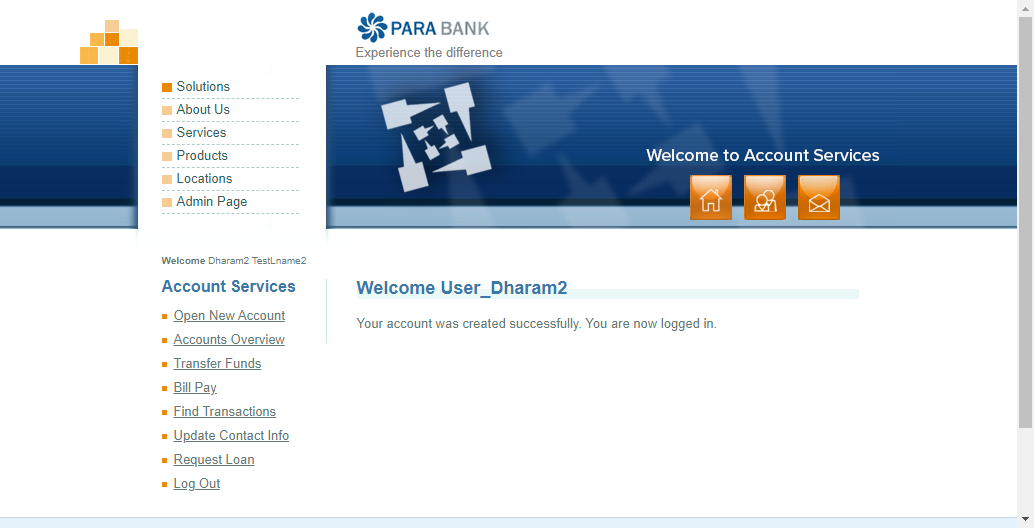 PARA BANK
Experience the difference
Solutions
About Us
Services
Products
Locations
Admin Page
Welcome to Account Services
Welcome Dharam2 TestLname2
Account Services
Open New Account
Accounts Overview
Transfer Funds
Bill Pay
Find Transactions
Update Contact Info
Request Loan
Log Out
Welcome User_Dharam2
Your account was created successfully. You are now logged in.